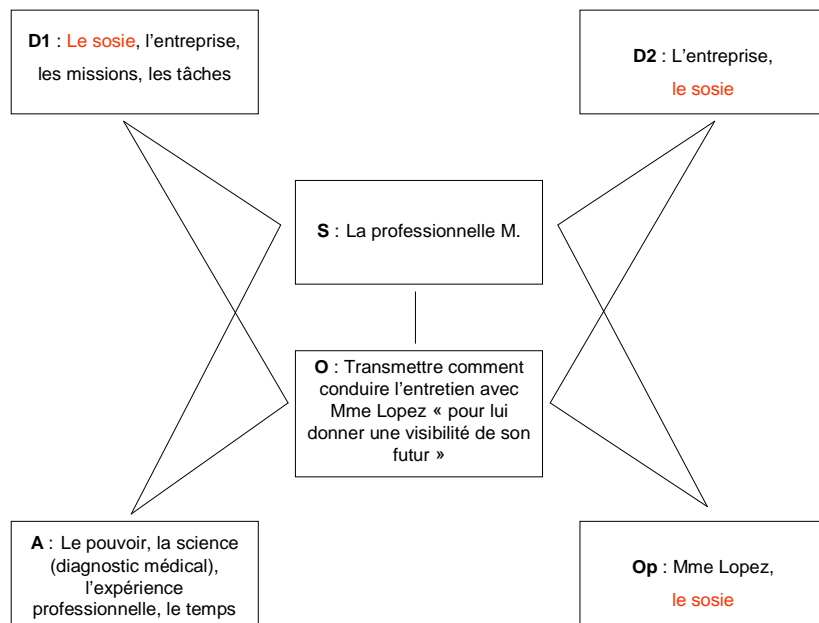 D1 : Le sosie, l'entreprise,
les missions, les tâches
D2 : L'entreprise,
le sosie
S : La professionnelle M.
O : Transmettre comment
conduire l'entretien avec
Mme Lopez « pour lui
donner une visibilité de son
futur »
A : Le pouvoir, la science
(diagnostic médical),
l'expérience
professionnelle, le temps
Op : Mme Lopez,
le sosie